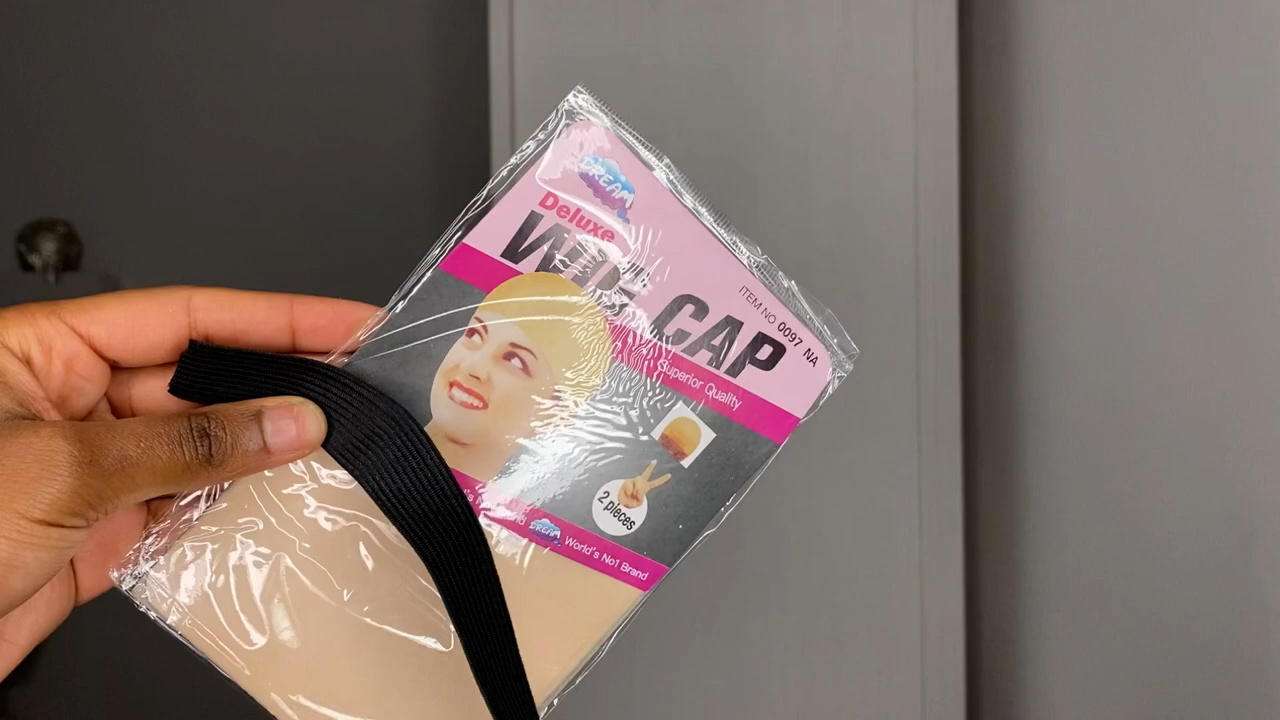 DREAM
Deluxe
WIG CAP
ITEM NO 0097 NA
Superior Quality
2 pieces
DREAM World's No1 Brand